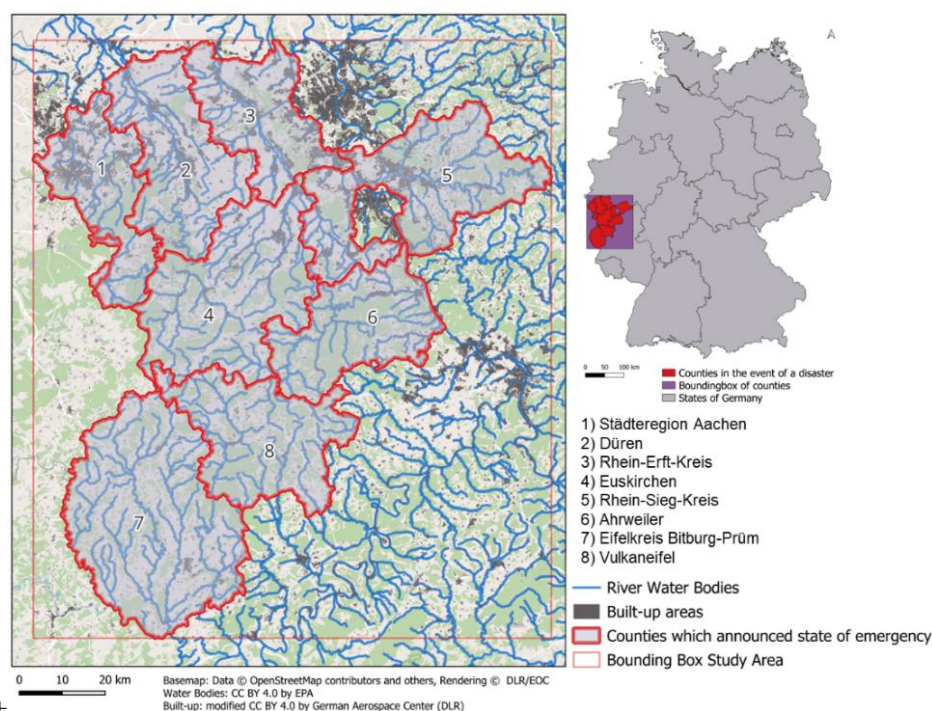 A
3
1
2
5
4
6
8
7
0 50 100 km
Counties in the event of a disaster
Boundingbox of counties
States of Germany
1) Städteregion Aachen
2) Düren
3) Rhein-Erft-Kreis
4) Euskirchen
5) Rhein-Sieg-Kreis
6) Ahrweiler
7) Eifelkreis Bitburg-Prüm
8) Vulkaneifel
River Water Bodies
Built-up areas
Counties which announced state of emergency
Bounding Box Study Area
0 10 20 km
Basemap: Data © OpenStreetMap contributors and others, Rendering © DLR/EOC
Water Bodies: CC BY 4.0 by EPA
Built-up: modified CC BY 4.0 by German Aerospace Center (DLR)